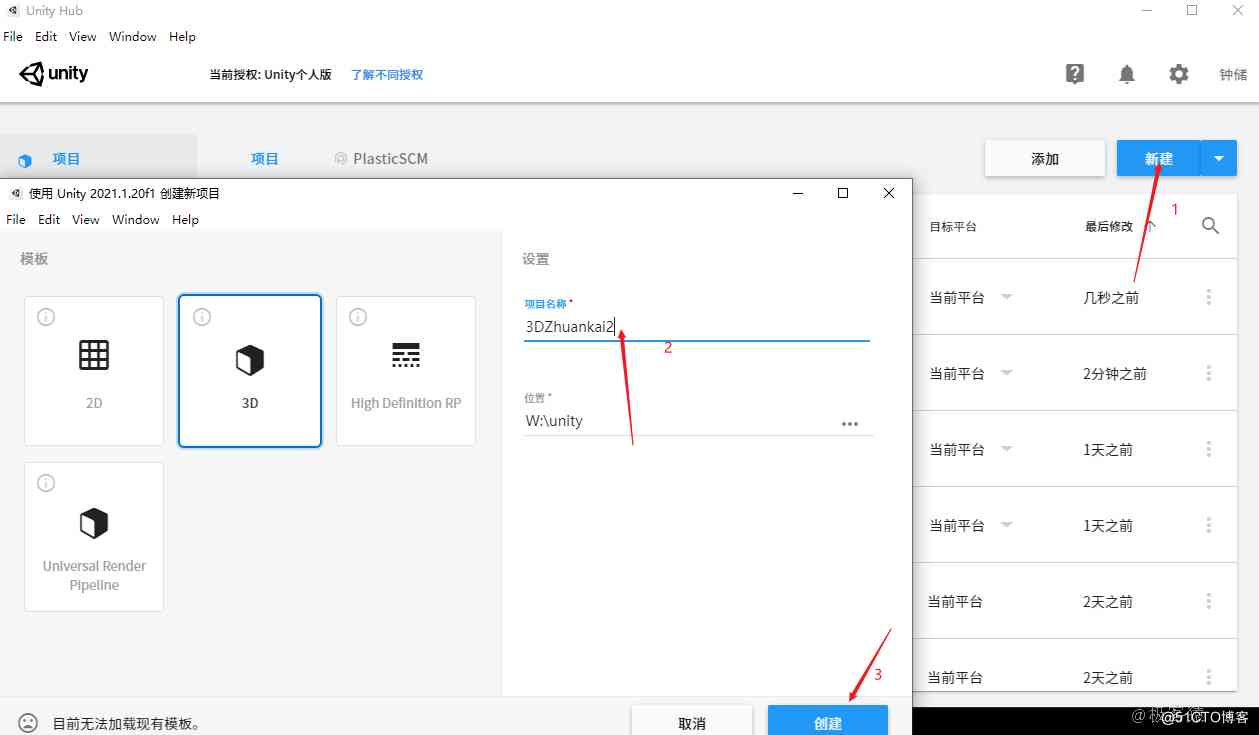 Unity Hub
File Edit View Window Help
unity
当前授权: Unity个人版 了解不同授权
钟储
项目 项目 PlasticSCM 添加 新建
1
使用 Unity 2021.1.20f1 创建新项目
File Edit View Window Help
目标平台 最后修改
模板 设置
项目名称*
3DZhuankai2
2
当前平台 几秒之前
当前平台 2分钟之前
2D 3D High Definition RP
位置*
W:\unity
当前平台 1天之前
当前平台 1天之前
Universal Render
Pipeline
当前平台 2天之前
当前平台 2天之前
3
目前无法加载现有模板。 取消 创建
@51CTO博客